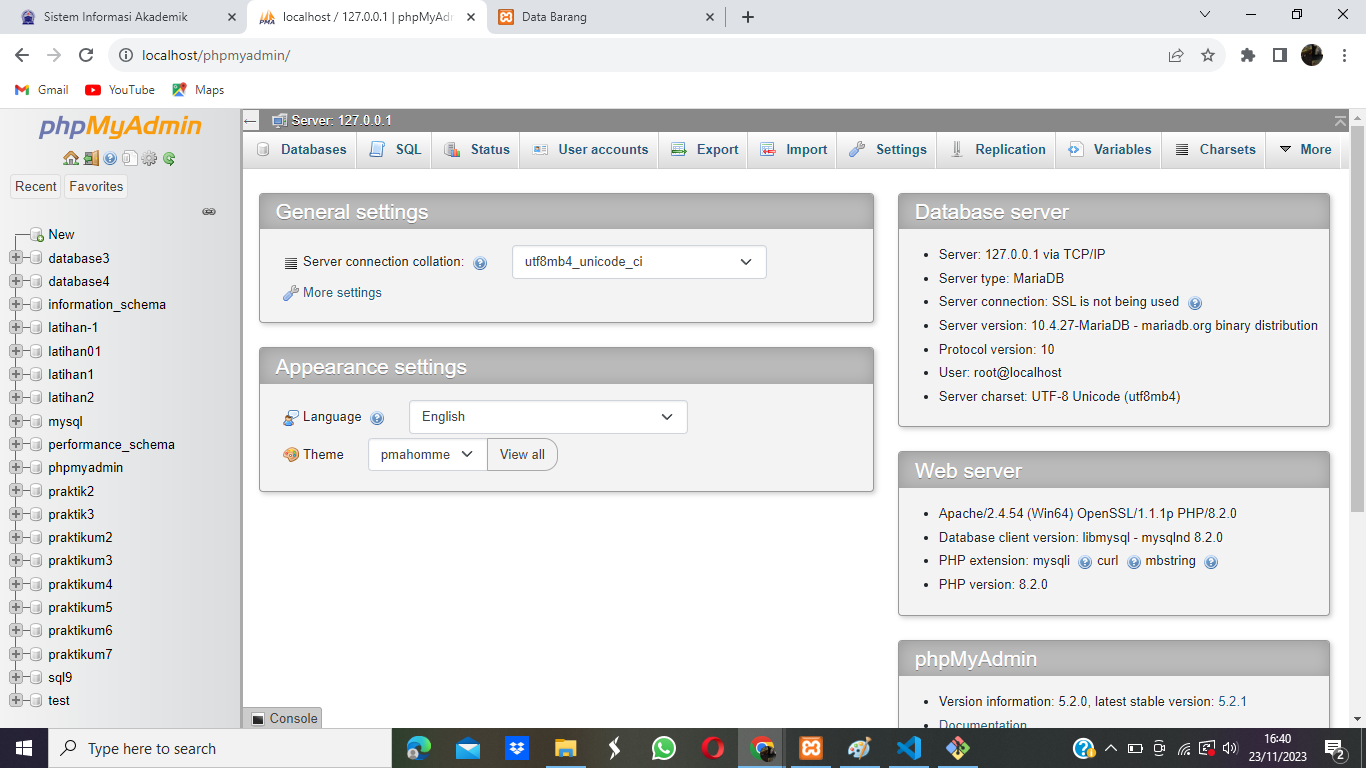 Sistem Informasi Akademik
localhost / 127.0.0.1 | phpMyAdm
Data Barang
localhost/phpmyadmin/
Gmail
YouTube
Maps
phpMyAdmin
Recent
Favorites
New
database3
database4
information_schema
latihan-1
latihan01
latihan1
latihan2
mysql
performance_schema
phpmyadmin
praktik2
praktik3
praktikum2
praktikum3
praktikum4
praktikum5
praktikum6
praktikum7
sql9
test
Server: 127.0.0.1
Databases
SQL
Status
User accounts
Export
Import
Settings
Replication
Variables
Charsets
More
General settings
Server connection collation:
utf8mb4_unicode_ci
More settings
Appearance settings
Language
English
Theme
pmahomme
View all
Database server
Server: 127.0.0.1 via TCP/IP
Server type: MariaDB
Server connection: SSL is not being used
Server version: 10.4.27-MariaDB - mariadb.org binary distribution
Protocol version: 10
User: root@localhost
Server charset: UTF-8 Unicode (utf8mb4)
Web server
Apache/2.4.54 (Win64) OpenSSL/1.1.1p PHP/8.2.0
Database client version: libmysql - mysqlnd 8.2.0
PHP extension: mysqli curl mbstring
PHP version: 8.2.0
phpMyAdmin
Version information: 5.2.0, latest stable version: 5.2.1
Documentation
Console
Type here to search
16:40
23/11/2023
2